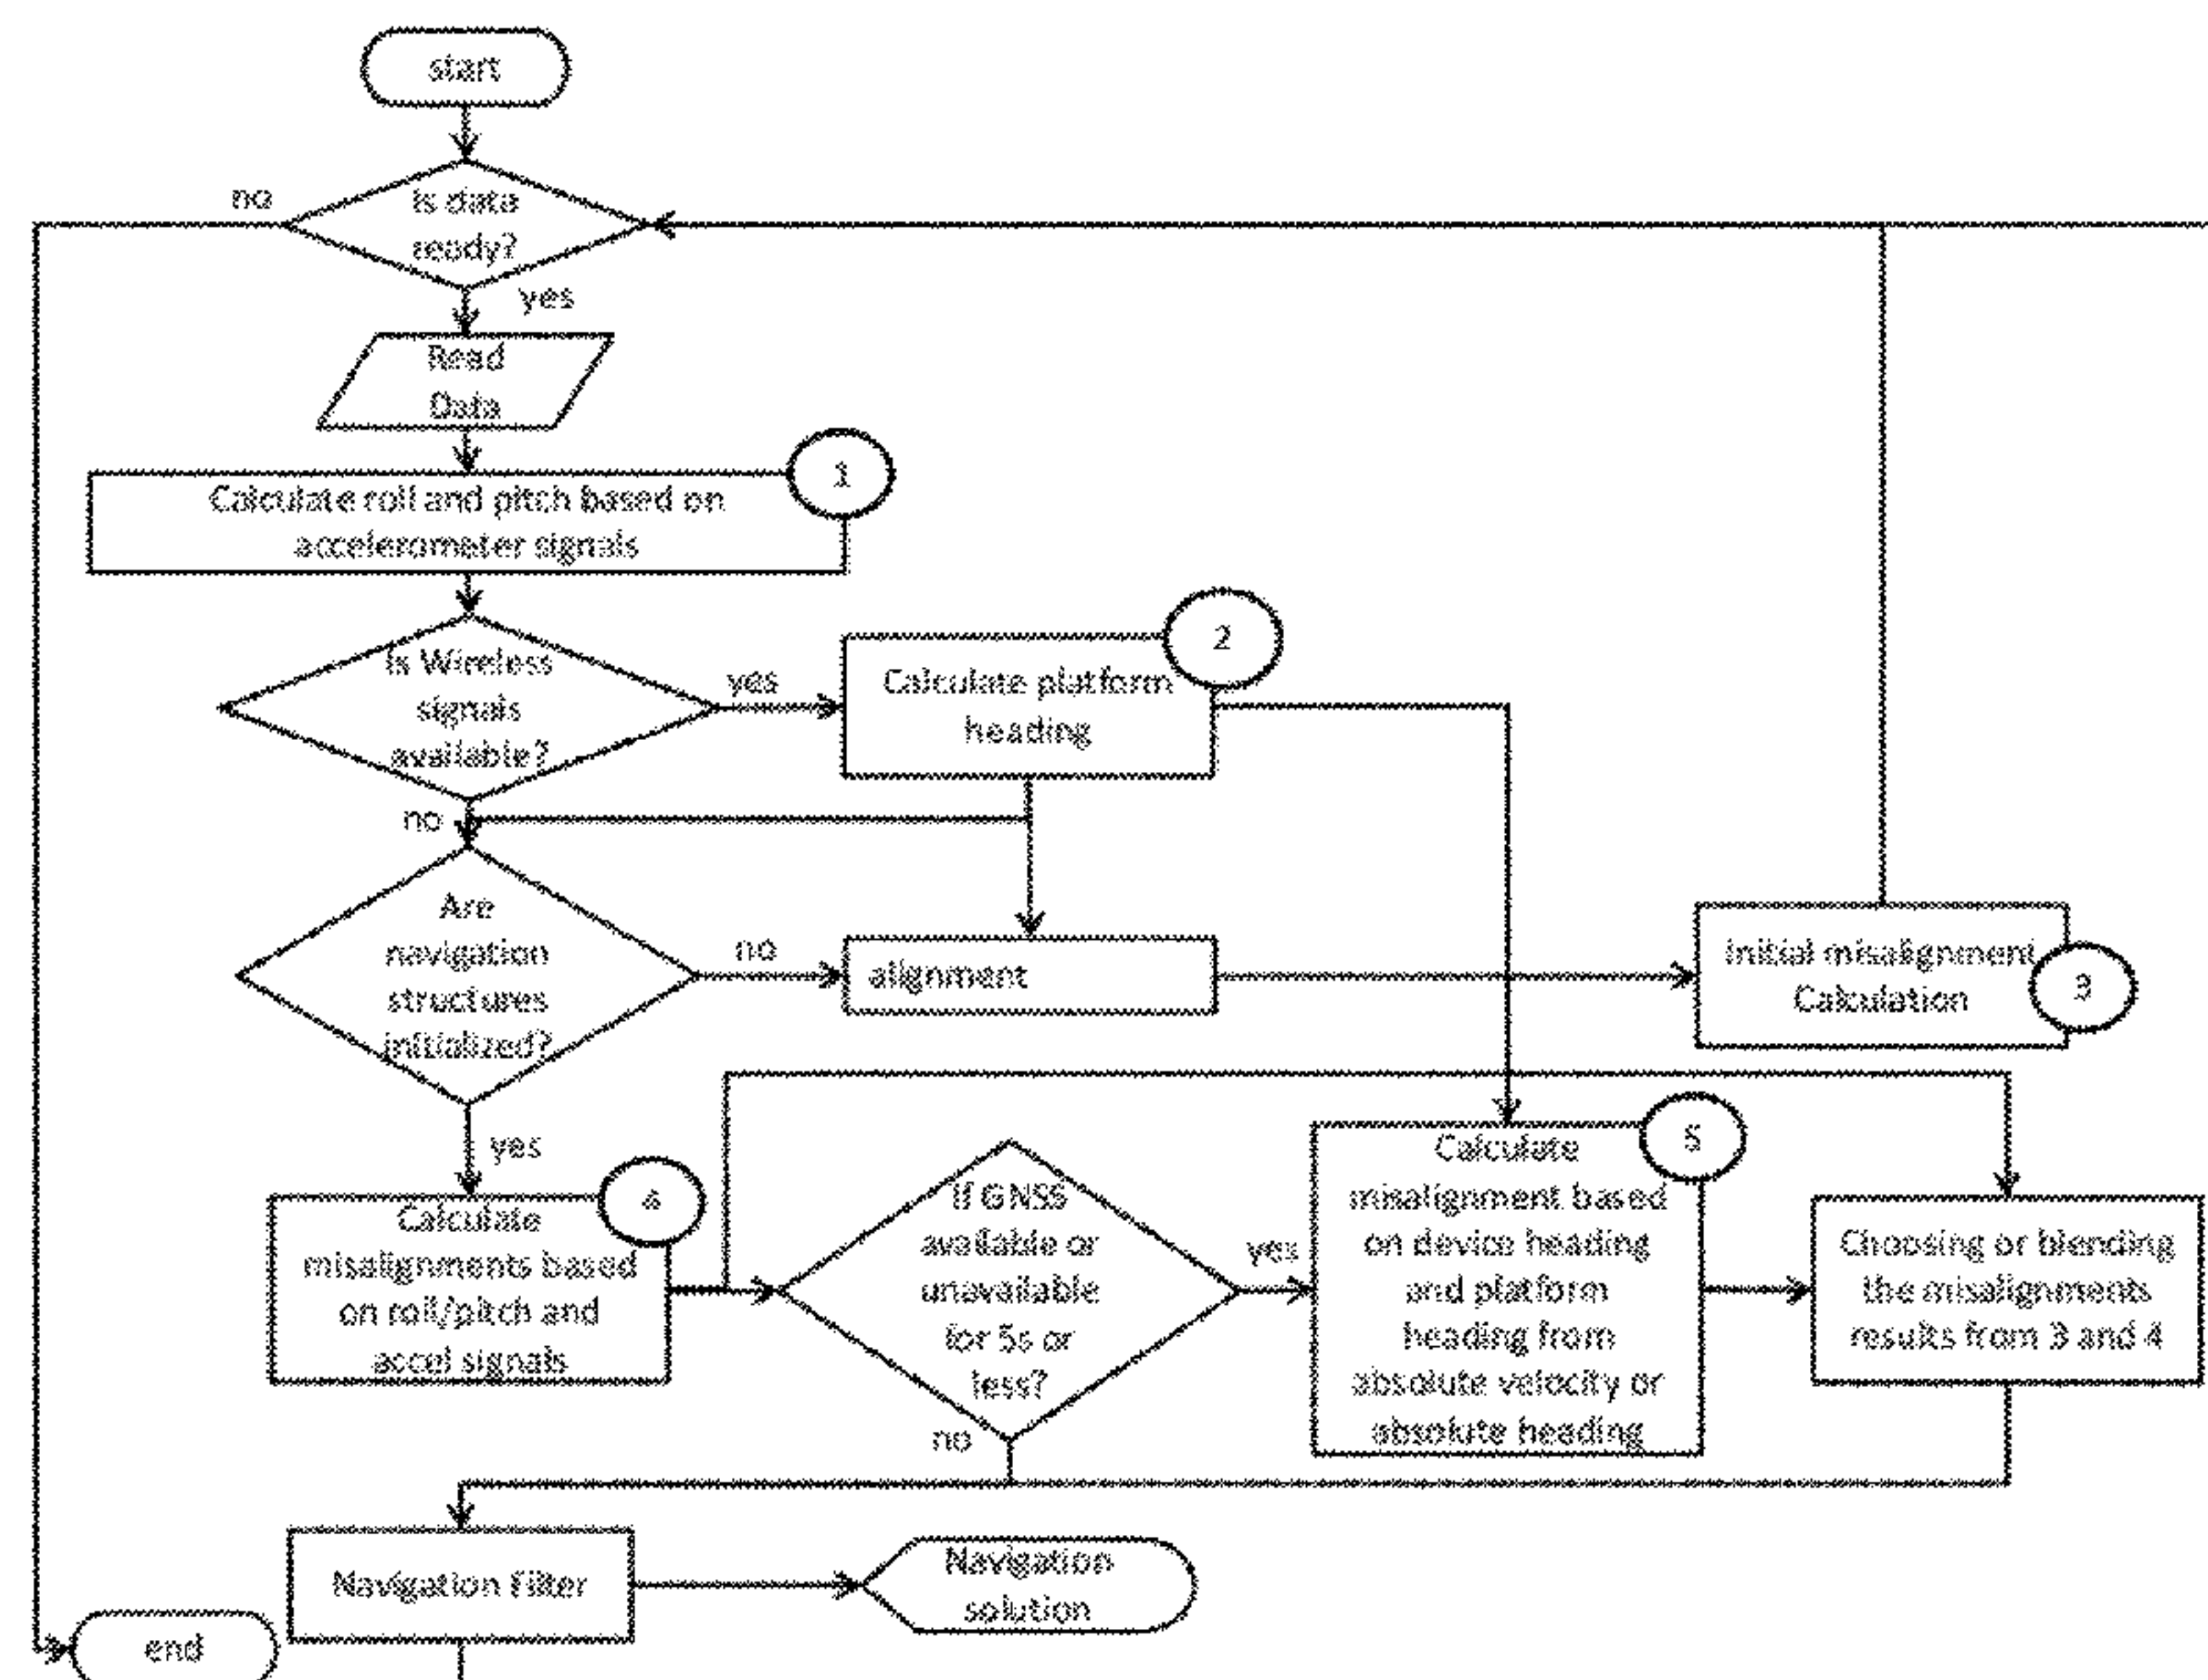 start
no
is data
ready?
yes
Read
Data
1
Calculate roll and pitch based on
accelerometer signals
is Wireless
signals
available?
yes
2
Calculate platform
heading
no
Are
navigation
structures
initialized?
no
alignment
initial misalignment
Calculation
3
yes
4
Calculate
misalignments based
on roll/pitch and
accel signals
if GNSS
available or
unavailable
for 5s or
less?
yes
no
5
Calculate
misalignment based
on device heading
and platform
heading from
absolute velocity or
absolute heading
Choosing or blending
the misalignments
results from 3 and 4
Navigation Filter
Navigation
solution
end